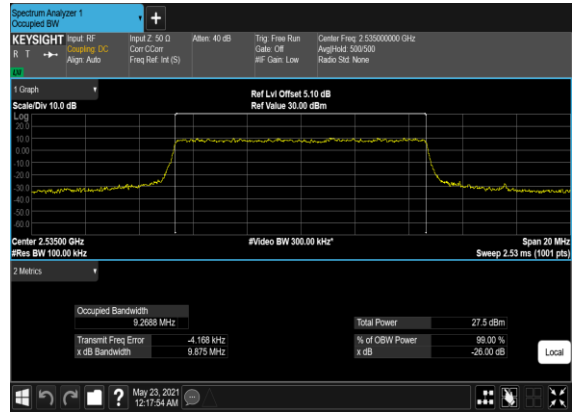 Spectrum Analyzer 1
Occupied BW
+
KEYSIGHT Input: RF Input Z: 50 Ω Atten: 40 dB Trig: Free Run Center Freq: 2.535000000 GHz
R T Coupling: DC Corr CCorr Gate: Off Avg|Hold: 500/500
Align: Auto Freq Ref: Int (S) #IF Gain: Low Radio Std: None
1 Graph
Ref Lvl Offset 5.10 dB
Scale/Div 10.0 dB Ref Value 30.00 dBm
Log
20.0
10.0
0.00
-10.0
-20.0
-30.0
-40.0
-50.0
-60.0
Center 2.53500 GHz #Video BW 300.00 kHz* Span 20 MHz
#Res BW 100.00 kHz Sweep 2.53 ms (1001 pts)
2 Metrics
Occupied Bandwidth
9.2688 MHz Total Power 27.5 dBm
Transmit Freq Error -4.168 kHz % of OBW Power 99.00 %
x dB Bandwidth 9.875 MHz x dB -26.00 dB
Local
? May 23, 2021
12:17:54 AM